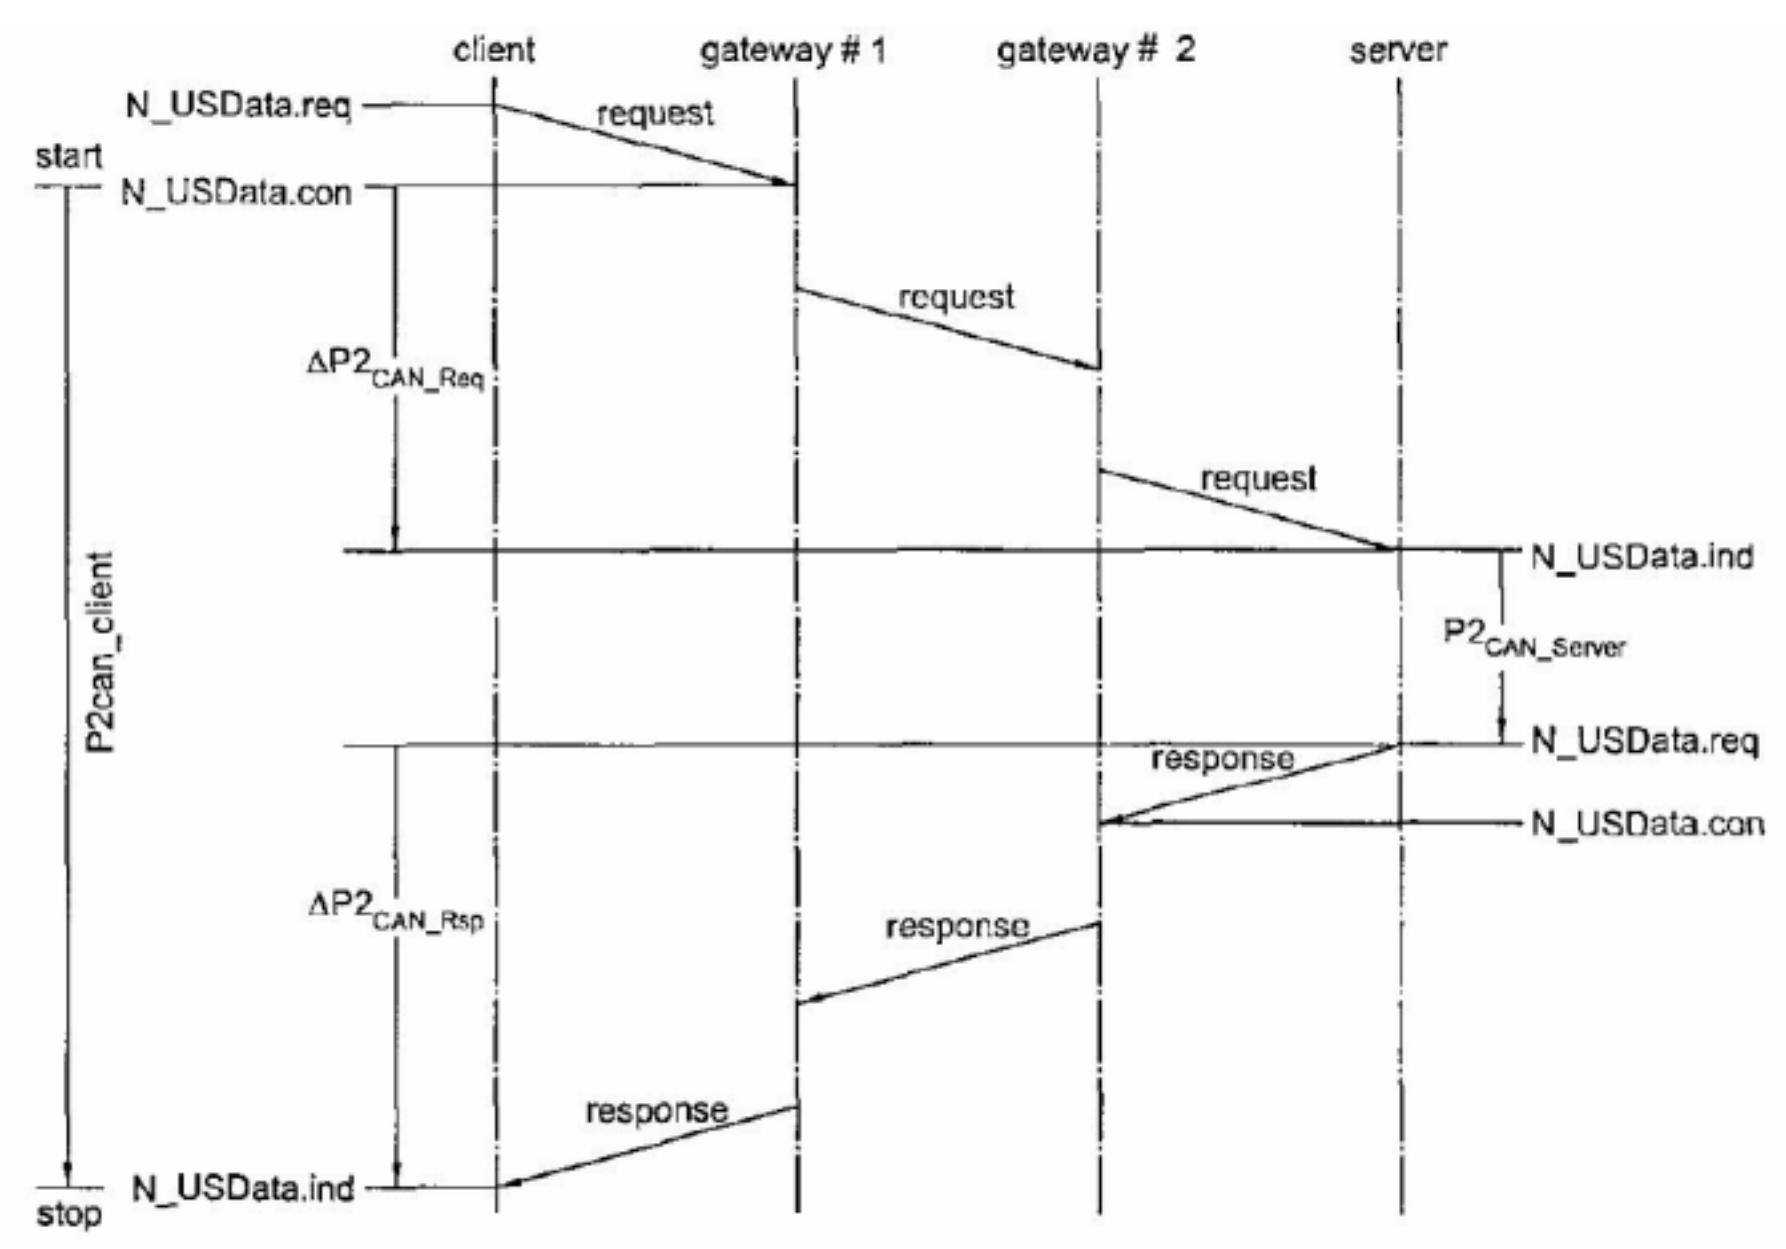 client gateway # 1 gateway # 2 server
N_USData.req
request
start
N_USData.con
request
ΔP2CAN_Req
request
N_USData.ind
P2can_client
P2CAN_Server
N_USData.req
response
N_USData.con
ΔP2CAN_Rsp
response
response
N_USData.ind
stop